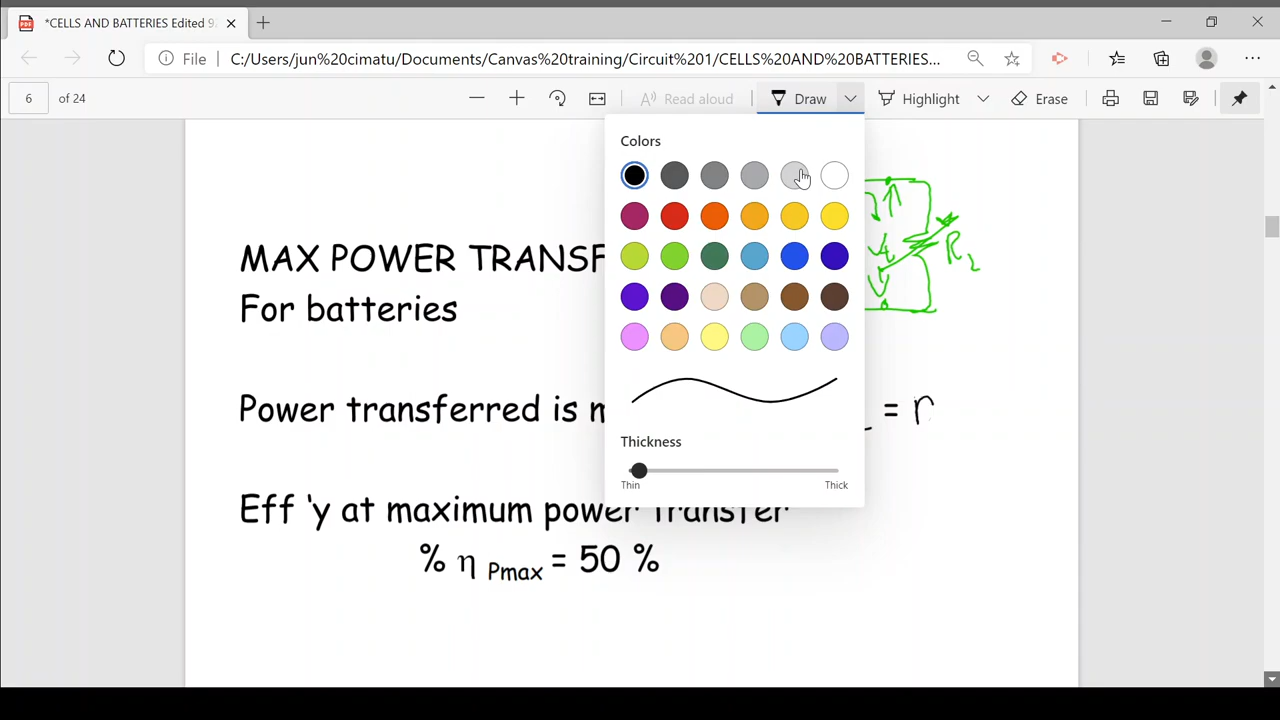 *CELLS AND BATTERIES Edited 92
File C:/Users/jun%20cimatu/Documents/Canvas%20training/Circuit%201/CELLS%20AND%20BATTERIES...
6 of 24 Read aloud Draw Highlight Erase
Colors
MAX POWER TRANSF
R₂
For batteries
Power transferred is m = r
Thickness
Thin Thick
Eff 'y at maximum power transfer
% η Pmax = 50 %